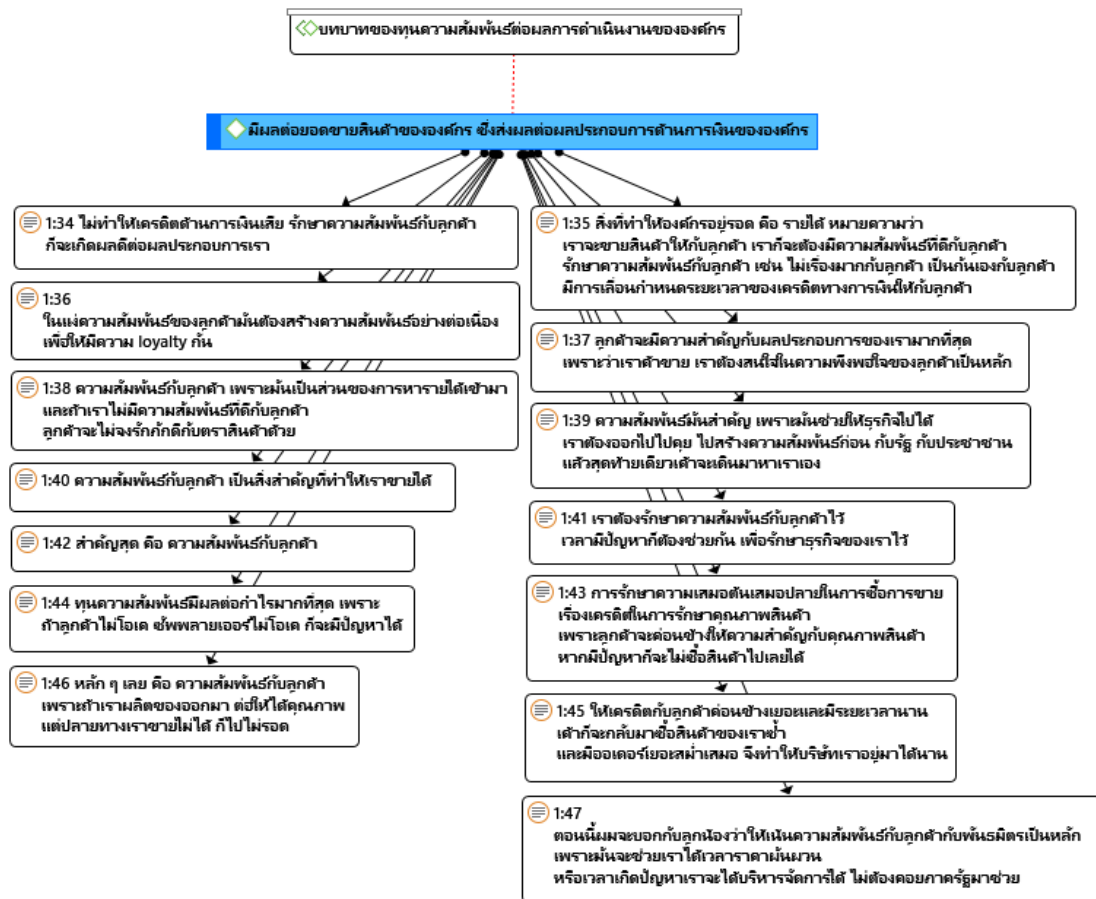 บทบาทของทุนความสัมพันธ์ต่อผลการดำเนินงานขององค์กร
มีผลต่อยอดขายสินค้าขององค์กร ซึ่งส่งผลต่อผลประกอบการด้านการเงินขององค์กร
1:34 ไม่ทำให้เครดิตด้านการเงินเสีย รักษาความสัมพันธ์กับลูกค้า
ก็จะเกิดผลดีต่อผลประกอบการเรา
1:35 สิ่งที่ทำให้องค์กรอยู่รอด คือ รายได้ หมายความว่า
เราจะขายสินค้าให้กับลูกค้า เราก็จะต้องมีความสัมพันธ์ที่ดีกับลูกค้า
รักษาความสัมพันธ์กับลูกค้า เช่น ไม่เรื่องมากกับลูกค้า เป็นกันเองกับลูกค้า
มีการเลื่อนกำหนดระยะเวลาของเครดิตทางการเงินให้กับลูกค้า
1:36
ในแง่ความสัมพันธ์ของลูกค้ามันต้องสร้างความสัมพันธ์อย่างต่อเนื่อง
เพื่อให้มีความ loyalty กัน
1:37 ลูกค้าจะมีความสำคัญกับผลประกอบการของเรามากที่สุด
เพราะว่าเราค้าขาย เราต้องสนใจในความพึงพอใจของลูกค้าเป็นหลัก
1:38 ความสัมพันธ์กับลูกค้า เพราะมันเป็นส่วนของการหารายได้เข้ามา
และถ้าเราไม่มีความสัมพันธ์ที่ดีกับลูกค้า
ลูกค้าจะไม่จงรักภักดีกับตราสินค้าด้วย
1:39 ความสัมพันธ์มันสำคัญ เพราะมันช่วยให้ธุรกิจไปได้
เราต้องออกไปไปคุย ไปสร้างความสัมพันธ์ก่อน กับรัฐ กับประชาชาน
แล้วสุดท้ายเดี๋ยวเค้าจะเดินมาหาเราเอง
1:40 ความสัมพันธ์กับลูกค้า เป็นสิ่งสำคัญที่ทำให้เราขายได้
1:41 เราต้องรักษาความสัมพันธ์กับลูกค้าไว้
เวลามีปัญหาก็ต้องช่วยกัน เพื่อรักษาธุรกิจของเราไว้
1:42 สำคัญสุด คือ ความสัมพันธ์กับลูกค้า
1:43 การรักษาความเสมอต้นเสมอปลายในการซื้อการขาย
เรื่องเครดิตในการรักษาคุณภาพสินค้า
เพราะลูกค้าจะค่อนข้างให้ความสำคัญกับคุณภาพสินค้า
หากมีปัญหาก็จะไม่ซื้อสินค้าไปเลยได้
1:44 ทุนความสัมพันธ์มีผลต่อกำไรมากที่สุด เพราะ
ถ้าลูกค้าไม่โอเค ซัพพลายเออร์ไม่โอเค ก็จะมีปัญหาได้
1:45 ให้เครดิตกับลูกค้าค่อนข้างเยอะและมีระยะเวลานาน
เค้าก็จะกลับมาซื้อสินค้าของเราซ้ำ
และมีออเดอร์เยอะสม่ำเสมอ จึงทำให้บริษัทเราอยู่มาได้นาน
1:46 หลัก ๆ เลย คือ ความสัมพันธ์กับลูกค้า
เพราะถ้าเราผลิตของออกมา ต่อให้ได้คุณภาพ
แต่ปลายทางเราขายไม่ได้ ก็ไปไม่รอด
1:47
ตอนนี้ผมจะบอกกับลูกน้องว่าให้เน้นความสัมพันธ์กับลูกค้ากับพันธมิตรเป็นหลัก
เพราะมันจะช่วยเราได้เวลาราคาผันผวน
หรือเวลาเกิดปัญหาเราจะได้บริหารจัดการได้ ไม่ต้องคอยภาครัฐมาช่วย